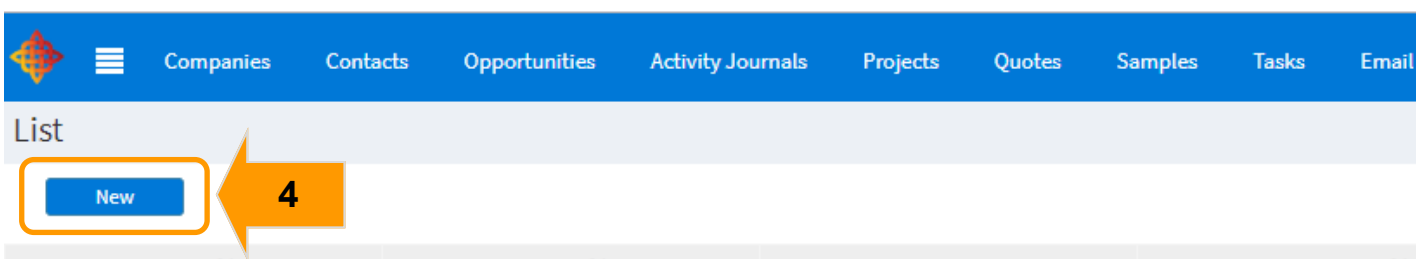 Companies Contacts Opportunities Activity Journals Projects Quotes Samples Tasks Email
List
New 4